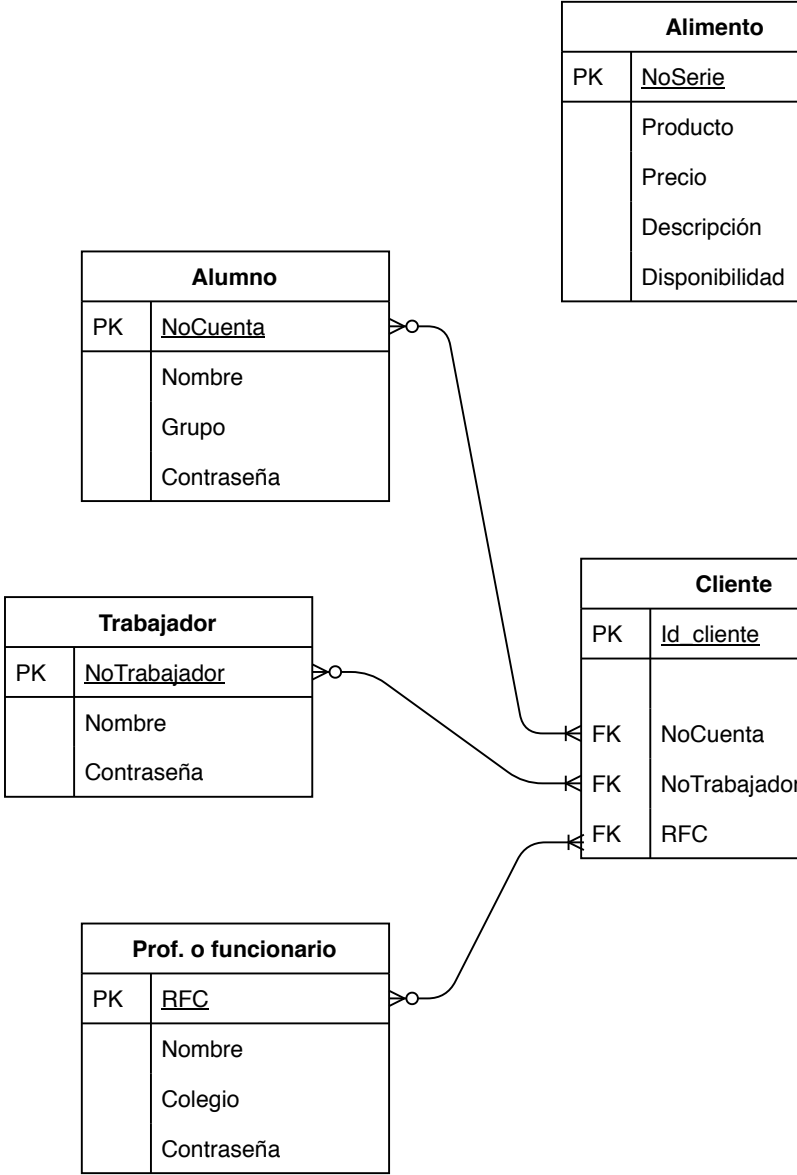 Alimento
PK NoSerie
Producto
Precio
Descripción
Disponibilidad
Alumno
PK NoCuenta
Nombre
Grupo
Contraseña
Cliente
PK Id_cliente
FK NoCuenta
FK NoTrabajador
FK RFC
Trabajador
PK NoTrabajador
Nombre
Contraseña
Prof. o funcionario
PK RFC
Nombre
Colegio
Contraseña